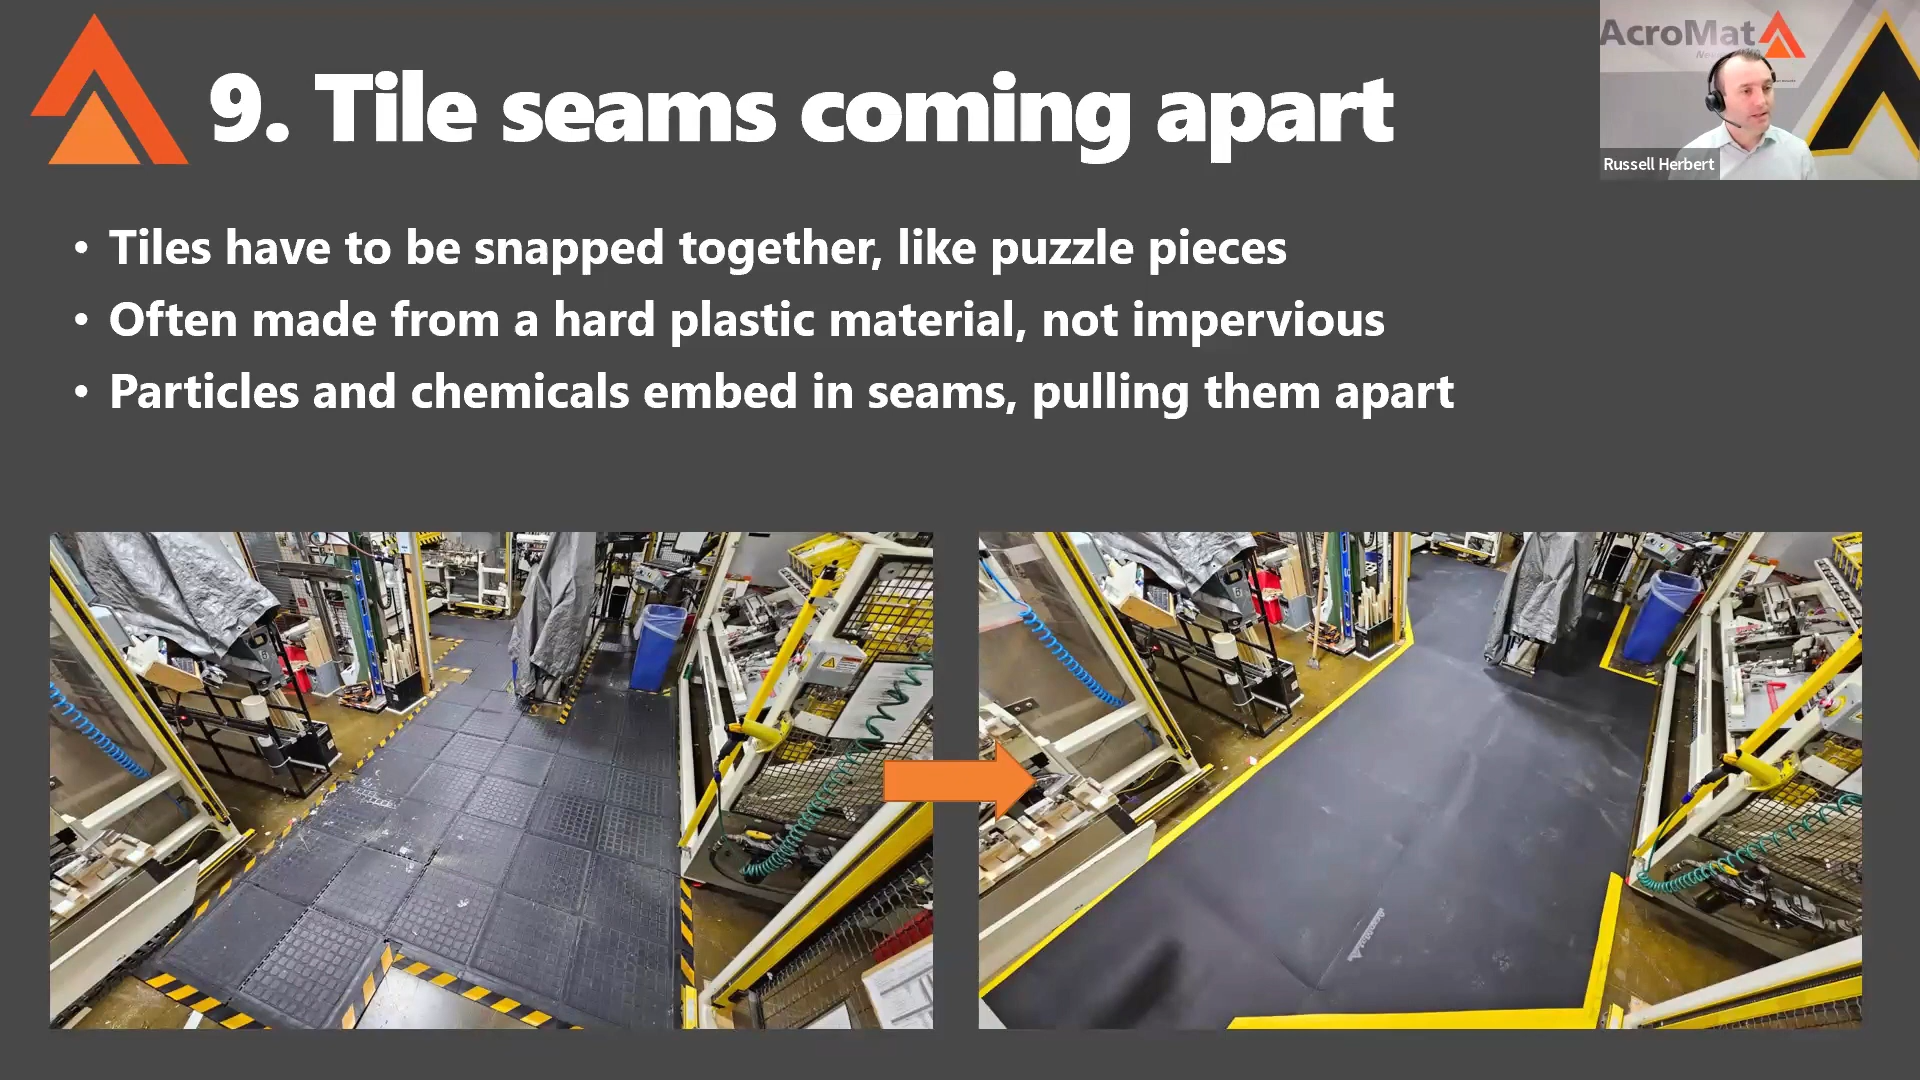 9. Tile seams coming apart
AcroMat
Russell Herbert
• Tiles have to be snapped together, like puzzle pieces
• Often made from a hard plastic material, not impervious
• Particles and chemicals embed in seams, pulling them apart
AcroMat